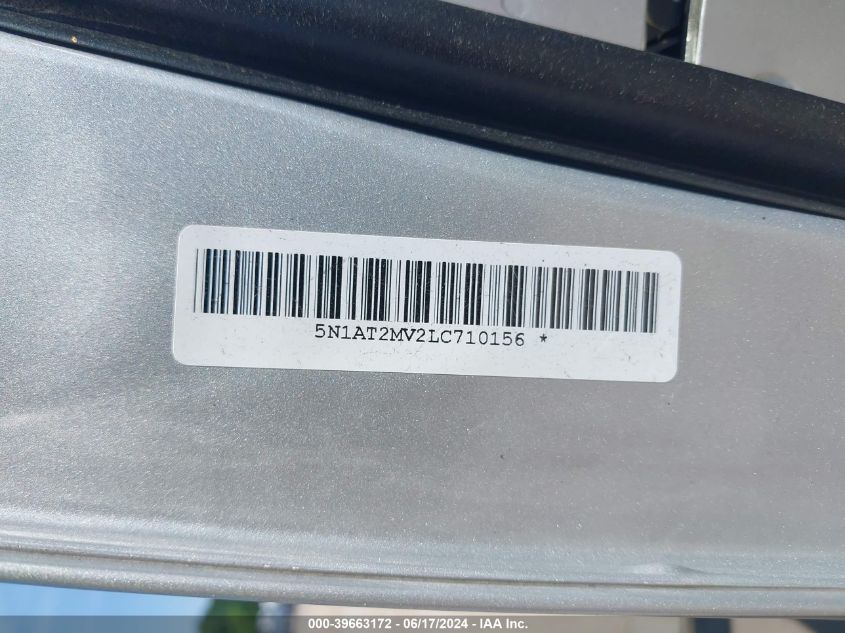 5N1AT2MV2LC710156 *
000-39663172 - 06/17/2024 - IAA Inc.